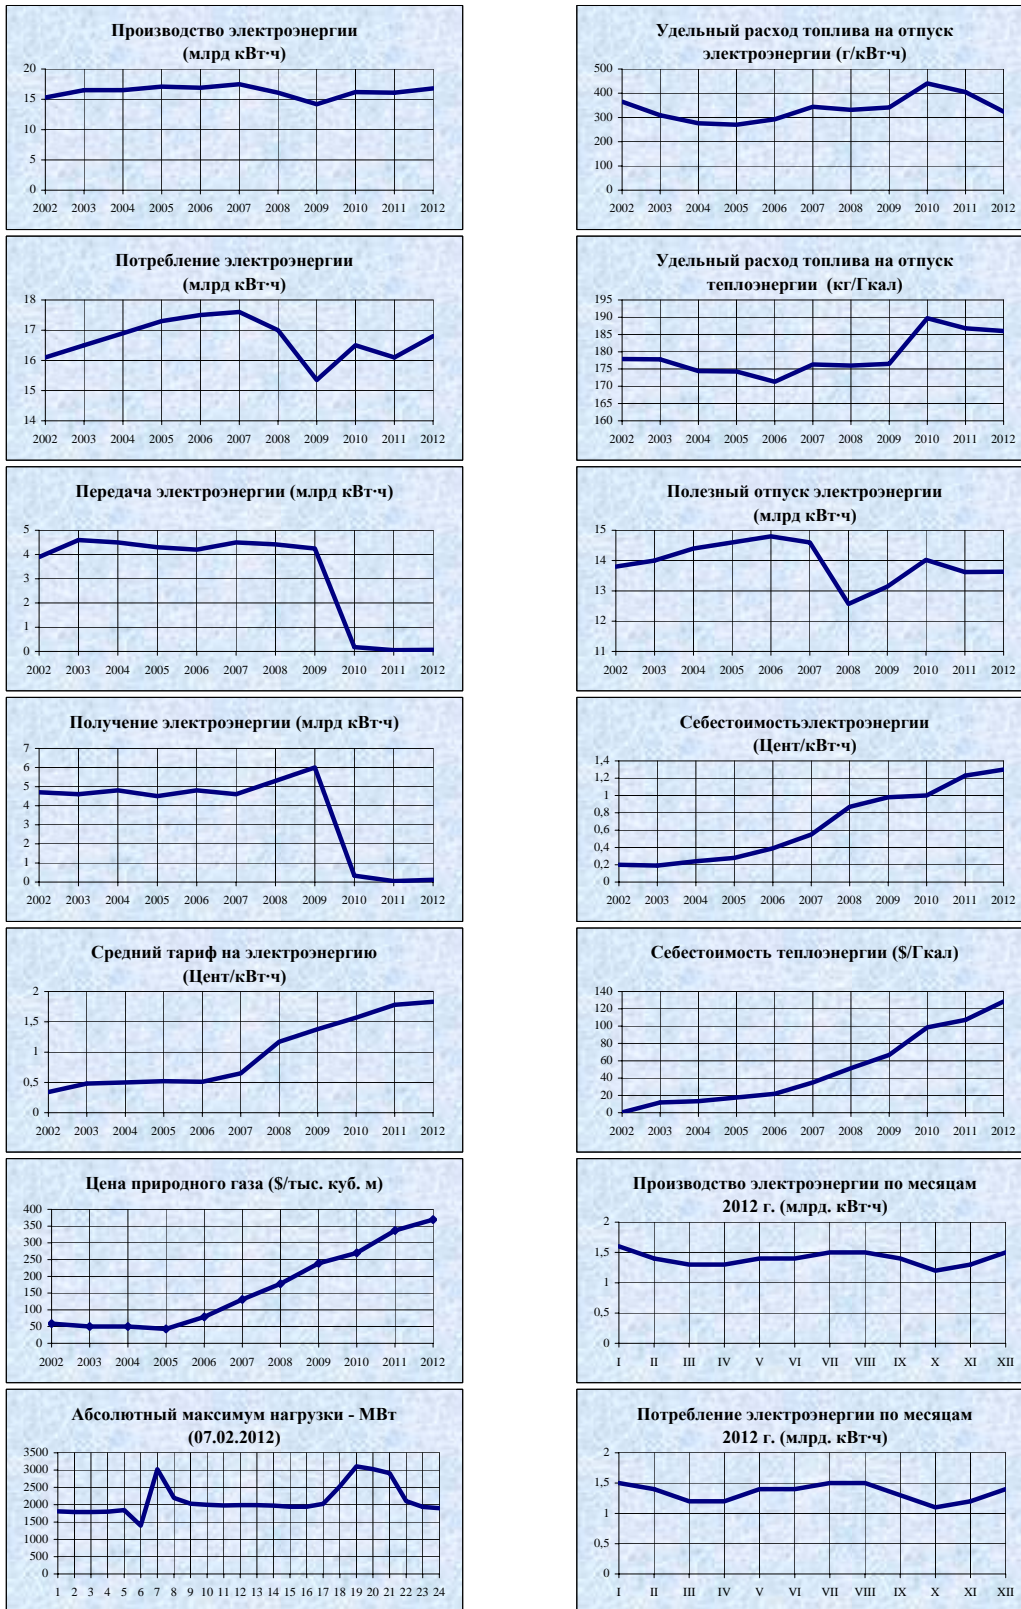 Производство электроэнергии
(млрд кВт·ч)
20
15
10
5
0
2002 2003 2004 2005 2006 2007 2008 2009 2010 2011 2012
Удельный расход топлива на отпуск
электроэнергии (г/кВт·ч)
500
400
300
200
100
0
2002 2003 2004 2005 2006 2007 2008 2009 2010 2011 2012
Потребление электроэнергии
(млрд кВт·ч)
18
17
16
15
14
2002 2003 2004 2005 2006 2007 2008 2009 2010 2011 2012
Удельный расход топлива на отпуск
теплоэнергии (кг/Гкал)
195
190
185
180
175
170
165
160
2002 2003 2004 2005 2006 2007 2008 2009 2010 2011 2012
Передача электроэнергии (млрд кВт·ч)
5
4
3
2
1
0
2002 2003 2004 2005 2006 2007 2008 2009 2010 2011 2012
Полезный отпуск электроэнергии
(млрд кВт·ч)
15
14
13
12
11
2002 2003 2004 2005 2006 2007 2008 2009 2010 2011 2012
Получение электроэнергии (млрд кВт·ч)
7
6
5
4
3
2
1
0
2002 2003 2004 2005 2006 2007 2008 2009 2010 2011 2012
Себестоимостьэлектроэнергии
(Цент/кВт·ч)
1,4
1,2
1
0,8
0,6
0,4
0,2
0
2002 2003 2004 2005 2006 2007 2008 2009 2010 2011 2012
Средний тариф на электроэнергию
(Цент/кВт·ч)
2
1,5
1
0,5
0
2002 2003 2004 2005 2006 2007 2008 2009 2010 2011 2012
Себестоимость теплоэнергии ($/Гкал)
140
120
100
80
60
40
20
0
2002 2003 2004 2005 2006 2007 2008 2009 2010 2011 2012
Цена природного газа ($/тыс. куб. м)
400
350
300
250
200
150
100
50
0
2002 2003 2004 2005 2006 2007 2008 2009 2010 2011 2012
Производство электроэнергии по месяцам
2012 г. (млрд. кВт·ч)
2
1,5
1
0,5
0
I II III IV V VI VII VIII IX X XI XII
Абсолютный максимум нагрузки - МВт
(07.02.2012)
3500
3000
2500
2000
1500
1000
500
0
1 2 3 4 5 6 7 8 9 10 11 12 13 14 15 16 17 18 19 20 21 22 23 24
Потребление электроэнергии по месяцам
2012 г. (млрд. кВт·ч)
2
1,5
1
0,5
0
I II III IV V VI VII VIII IX X XI XII